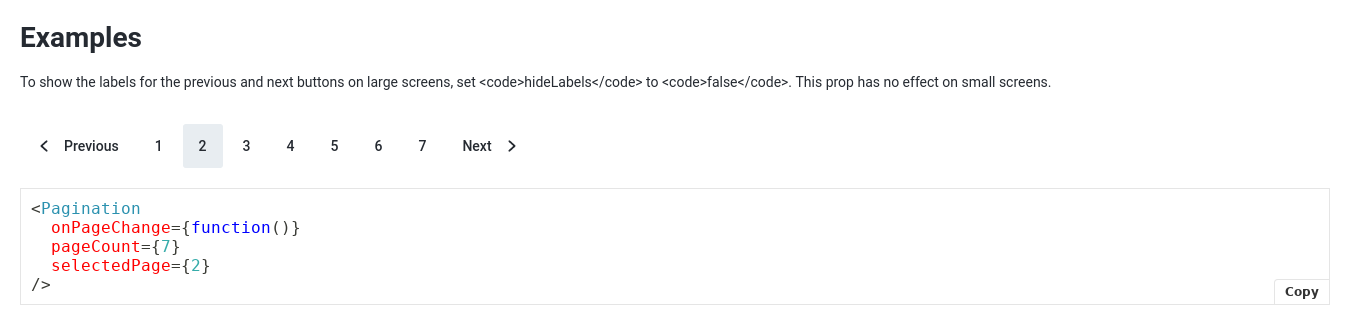 Examples
To show the labels for the previous and next buttons on large screens, set <code>hideLabels</code> to <code>false</code>. This prop has no effect on small screens.
Previous 1 2 3 4 5 6 7 Next
<Pagination
  onPageChange={function()}
  pageCount={7}
  selectedPage={2}
/>
Copy